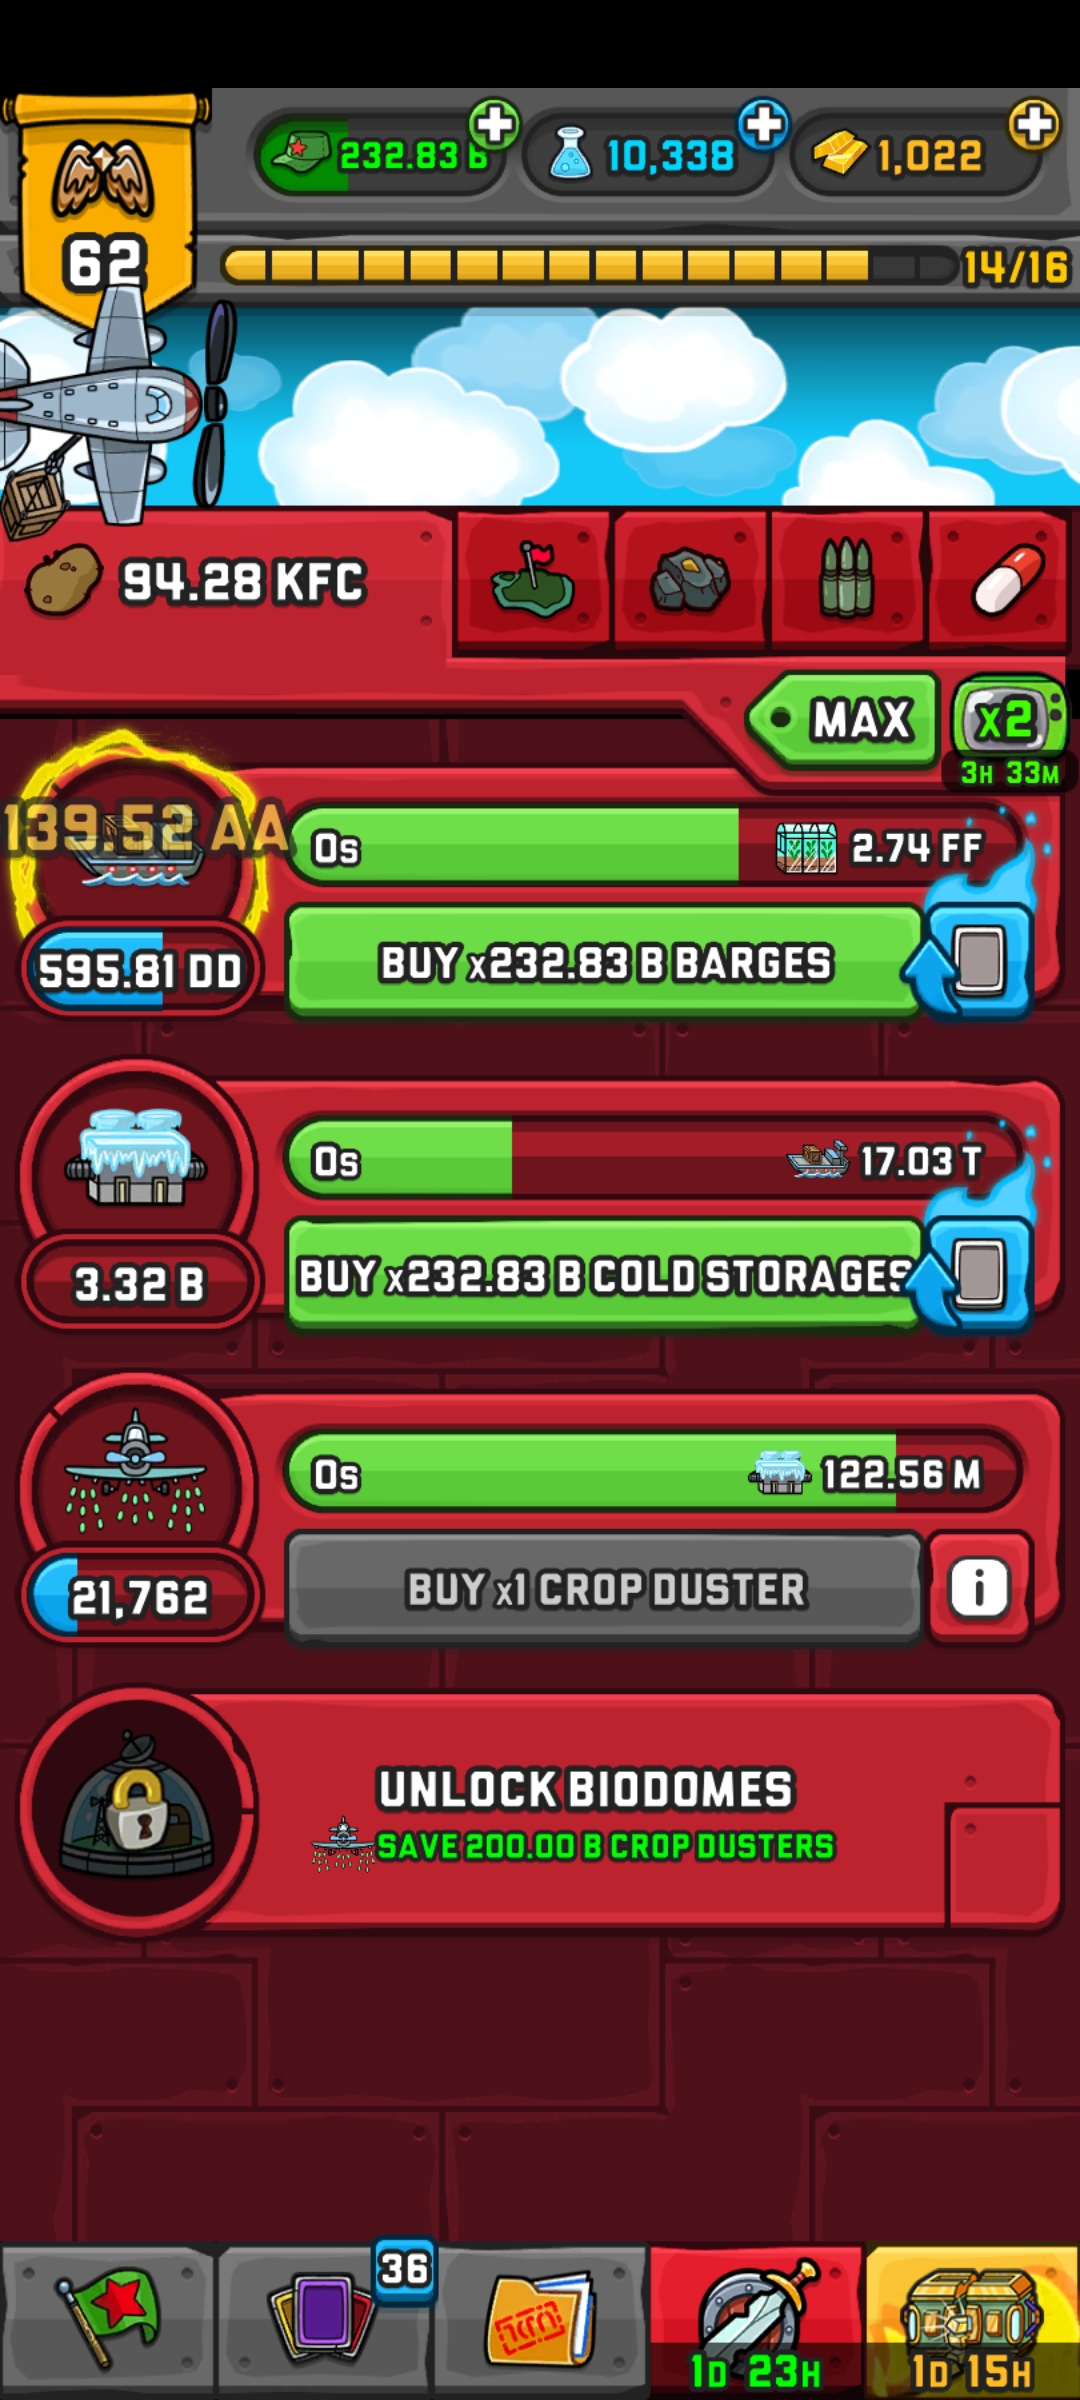 232.83 B
10,338
1,022
62
14/16
94.28 KFC
MAX
x2
3H 33M
139.52 AA
0s
2.74 FF
595.81 DD
BUY x232.83 B BARGES
0s
17.03 T
3.32 B
BUY x232.83 B COLD STORAGES
0s
122.56 M
21,762
BUY x1 CROP DUSTER
i
UNLOCK BIODOMES
SAVE 200.00 B CROP DUSTERS
36
1D 23H
1D 15H